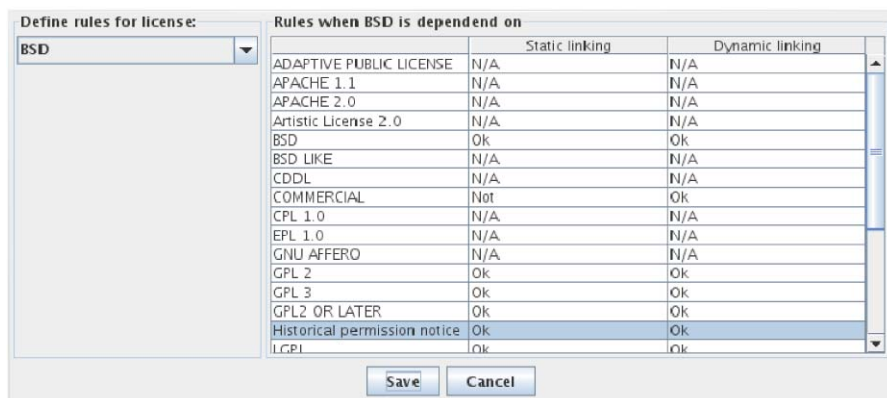 Define rules for license:
BSD
Rules when BSD is dependend on
Static linking Dynamic linking
ADAPTIVE PUBLIC LICENSE N/A N/A
APACHE 1.1 N/A N/A
APACHE 2.0 N/A N/A
Artistic License 2.0 N/A N/A
BSD Ok Ok
BSD LIKE N/A N/A
CDDL N/A N/A
COMMERCIAL Not Ok
CPL 1.0 N/A N/A
EPL 1.0 N/A N/A
GNU AFFERO N/A N/A
GPL 2 Ok Ok
GPL 3 Ok Ok
GPL2 OR LATER Ok Ok
Historical permission notice Ok Ok
LGPL Ok Ok
Save Cancel